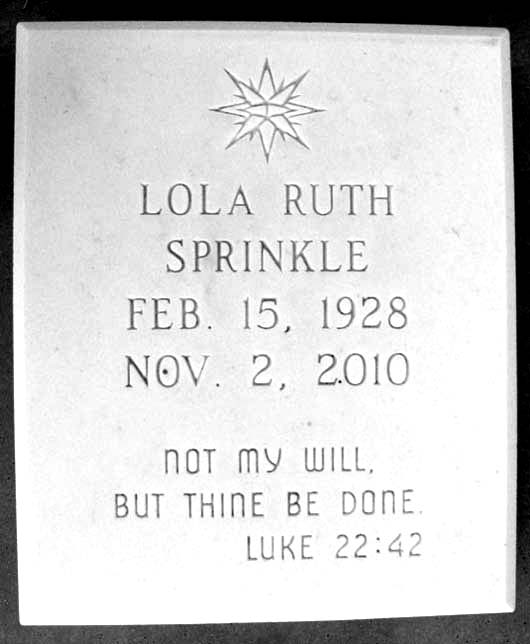 LOLA RUTH
SPRINKLE
FEB. 15, 1928
NOV. 2, 2010
NOT MY WILL,
BUT THINE BE DONE.
LUKE 22:42